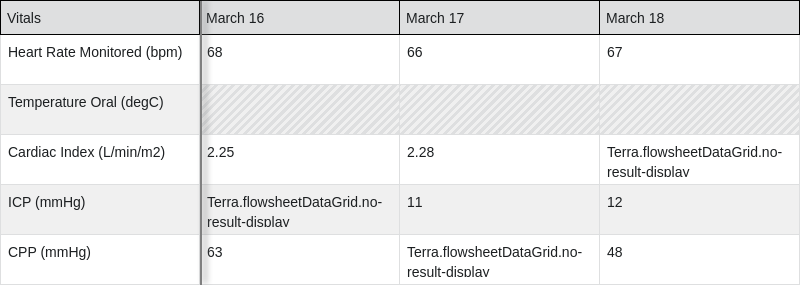 Vitals March 16 March 17 March 18
Heart Rate Monitored (bpm) 68 66 67
Temperature Oral (degC)
Cardiac Index (L/min/m2) 2.25 2.28 Terra.flowsheetDataGrid.no-
result-display
ICP (mmHg) Terra.flowsheetDataGrid.no- 11 12
result-display
CPP (mmHg) 63 Terra.flowsheetDataGrid.no- 48
result-display